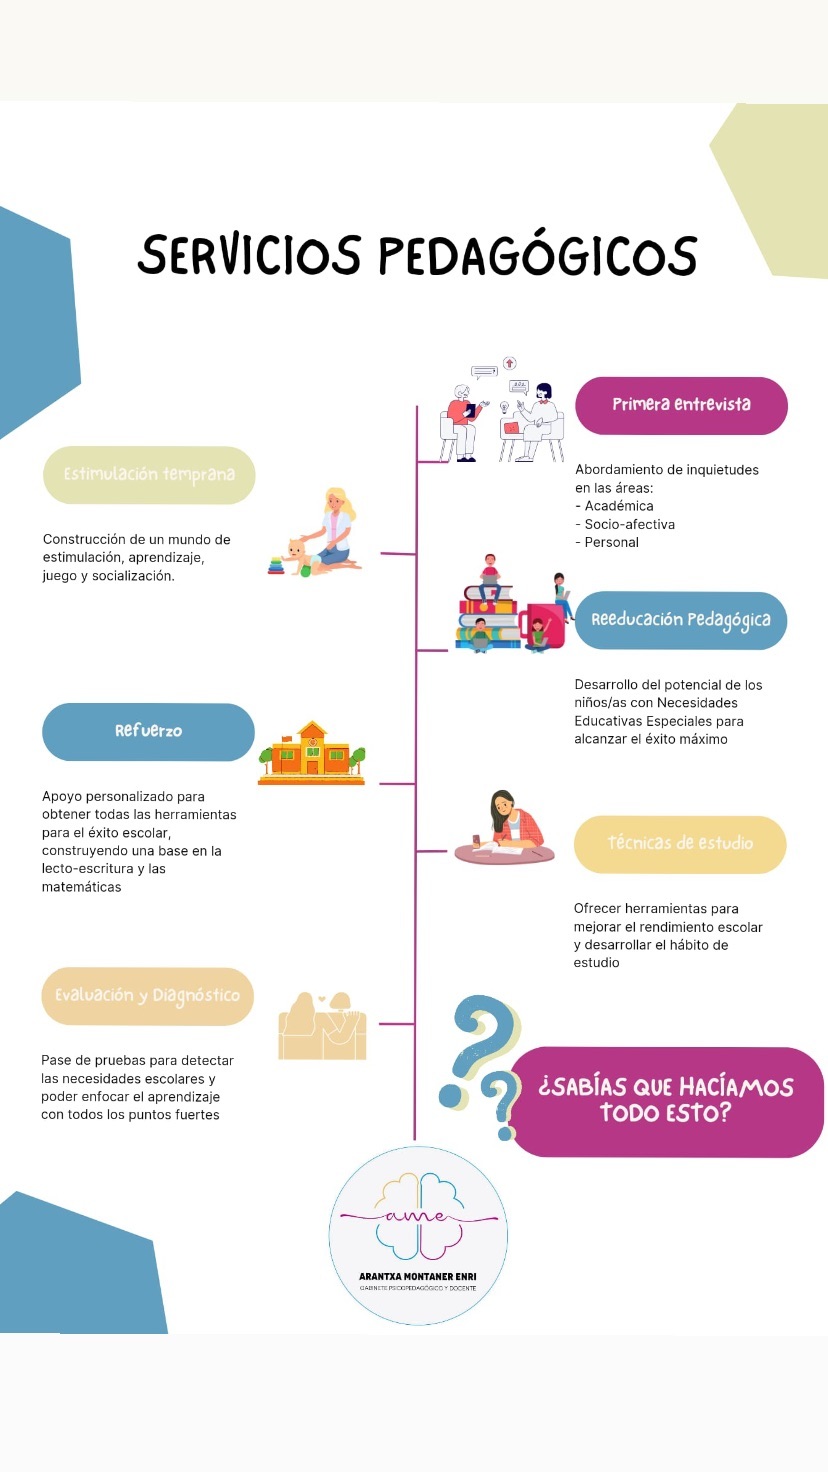 SERVICIOS PEDAGÓGICOS
Primera entrevista
Abordamiento de inquietudes
en las áreas:
- Académica
- Socio-afectiva
- Personal
Estimulación temprana
Construcción de un mundo de
estimulación, aprendizaje,
juego y socialización.
Reeducación Pedagógica
Desarrollo del potencial de los
niños/as con Necesidades
Educativas Especiales para
alcanzar el éxito máximo
Refuerzo
Apoyo personalizado para
obtener todas las herramientas
para el éxito escolar,
construyendo una base en la
lecto-escritura y las
matemáticas
Técnicas de estudio
Ofrecer herramientas para
mejorar el rendimiento escolar
y desarrollar el hábito de
estudio
Evaluación y Diagnóstico
Pase de pruebas para detectar
las necesidades escolares y
poder enfocar el aprendizaje
con todos los puntos fuertes
¿SABÍAS QUE HACÍAMOS
TODO ESTO?
ame
ARANTXA MONTANER ENRI
GABINETE PSICOPEDAGÓGICO Y DOCENTE